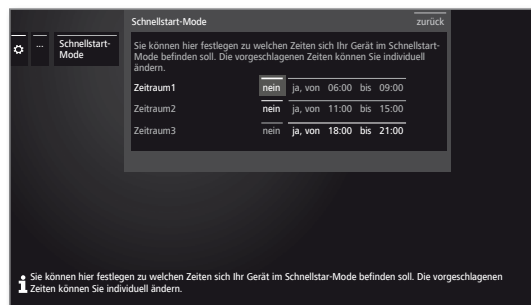 Schnellstart-Mode zurück
... Schnellstart-
Mode
Sie können hier festlegen zu welchen Zeiten sich Ihr Gerät im Schnellstart-
Mode befinden soll. Die vorgeschlagenen Zeiten können Sie individuell
ändern.
Zeitraum1 nein ja, von 06:00 bis 09:00
Zeitraum2 nein ja, von 11:00 bis 15:00
Zeitraum3 nein ja, von 18:00 bis 21:00
Sie können hier festlegen zu welchen Zeiten sich Ihr Gerät im Schnellstar-Mode befinden soll. Die vorgeschlagenen
Zeiten können Sie individuell ändern.